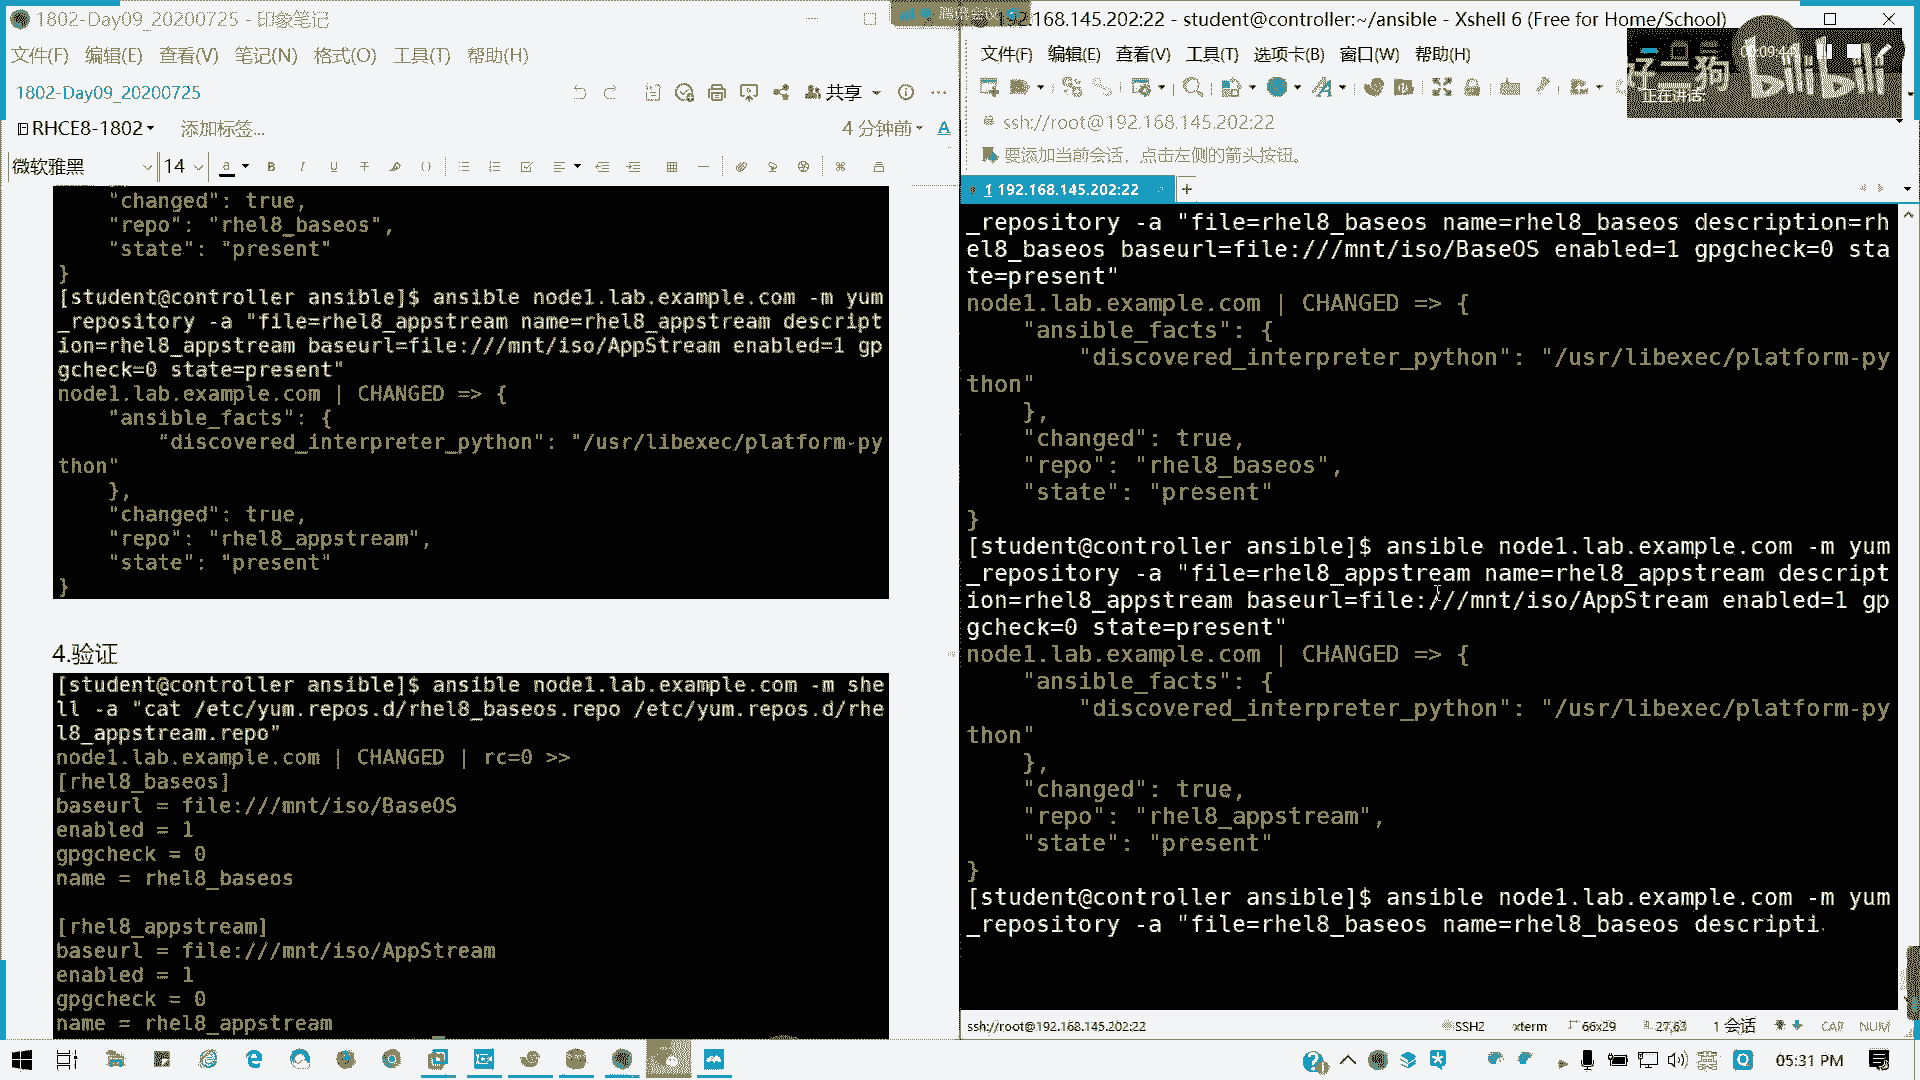 1802-Day09_20200725 - 印象笔记
文件(F) 编辑(E) 查看(V) 笔记(N) 格式(O) 工具(T) 帮助(H)
1802-Day09_20200725
共享
RHCE8-1802
添加标签...
4 分钟前
微软雅黑
14
"changed": true,
"repo": "rhel8_baseos",
"state": "present"
}
[student@controller ansible]$ ansible node1.lab.example.com -m yum
_repository -a "file=rhel8_appstream name=rhel8_appstream descript
ion=rhel8_appstream baseurl=file:///mnt/iso/AppStream enabled=1 gp
gcheck=0 state=present"
node1.lab.example.com | CHANGED => {
"ansible_facts": {
"discovered_interpreter_python": "/usr/libexec/platform-py
thon"
},
"changed": true,
"repo": "rhel8_appstream",
"state": "present"
}
4.验证
[student@controller ansible]$ ansible node1.lab.example.com -m she
ll -a "cat /etc/yum.repos.d/rhel8_baseos.repo /etc/yum.repos.d/rhe
l8_appstream.repo"
node1.lab.example.com | CHANGED | rc=0 >>
[rhel8_baseos]
baseurl = file:///mnt/iso/BaseOS
enabled = 1
gpgcheck = 0
name = rhel8_baseos
[rhel8_appstream]
baseurl = file:///mnt/iso/AppStream
enabled = 1
gpgcheck = 0
name = rhel8_appstream
192.168.145.202:22 - student@controller:~/ansible - Xshell 6 (Free for Home/School)
文件(F) 编辑(E) 查看(V) 工具(T) 选项卡(B) 窗口(W) 帮助(H)
bilibili
正在讲话:
ssh://root@192.168.145.202:22
要添加当前会话，点击左侧的箭头按钮。
1 192.168.145.202:22
_repository -a "file=rhel8_baseos name=rhel8_baseos description=rh
el8_baseos baseurl=file:///mnt/iso/BaseOS enabled=1 gpgcheck=0 sta
te=present"
node1.lab.example.com | CHANGED => {
"ansible_facts": {
"discovered_interpreter_python": "/usr/libexec/platform-py
thon"
},
"changed": true,
"repo": "rhel8_baseos",
"state": "present"
}
[student@controller ansible]$ ansible node1.lab.example.com -m yum
_repository -a "file=rhel8_appstream name=rhel8_appstream descript
ion=rhel8_appstream baseurl=file:///mnt/iso/AppStream enabled=1 gp
gcheck=0 state=present"
node1.lab.example.com | CHANGED => {
"ansible_facts": {
"discovered_interpreter_python": "/usr/libexec/platform-py
thon"
},
"changed": true,
"repo": "rhel8_appstream",
"state": "present"
}
[student@controller ansible]$ ansible node1.lab.example.com -m yum
_repository -a "file=rhel8_baseos name=rhel8_baseos descripti
ssh://root@192.168.145.202:22
SSH2 xterm 66x29 27,63 1 会话 CAP NUM
05:31 PM